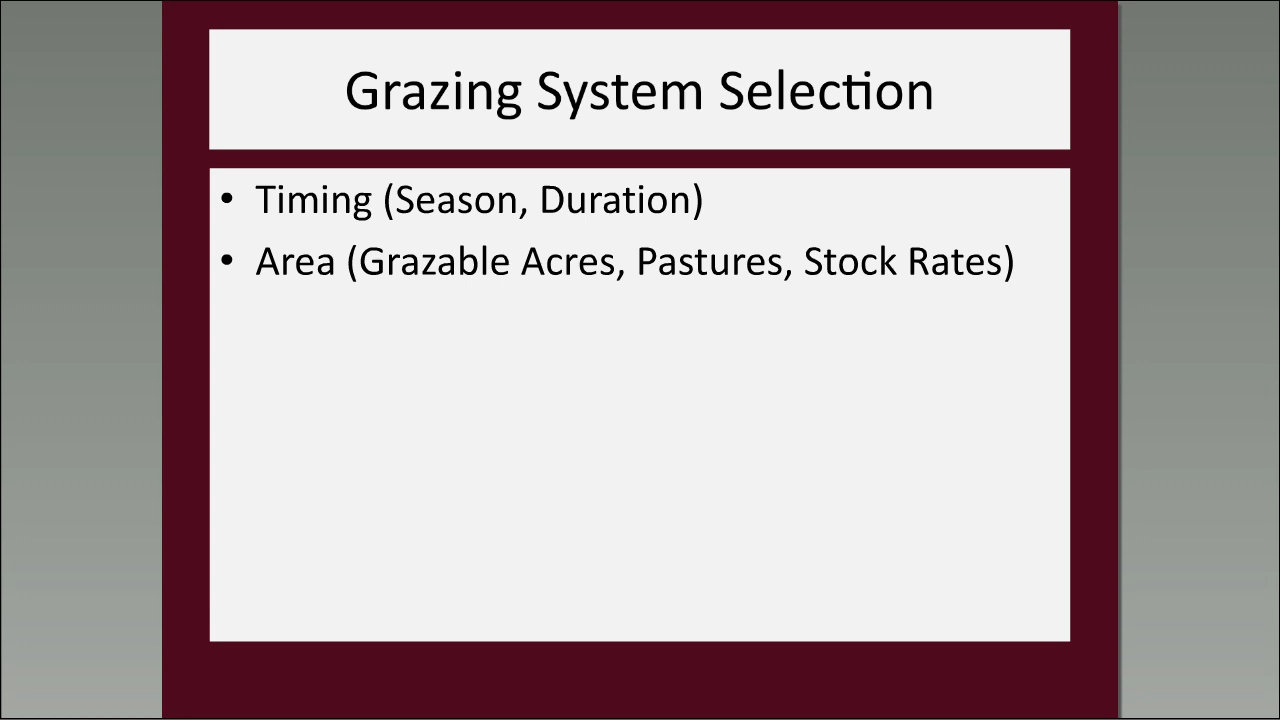 Grazing System Selection
• Timing (Season, Duration)
• Area (Grazable Acres, Pastures, Stock Rates)